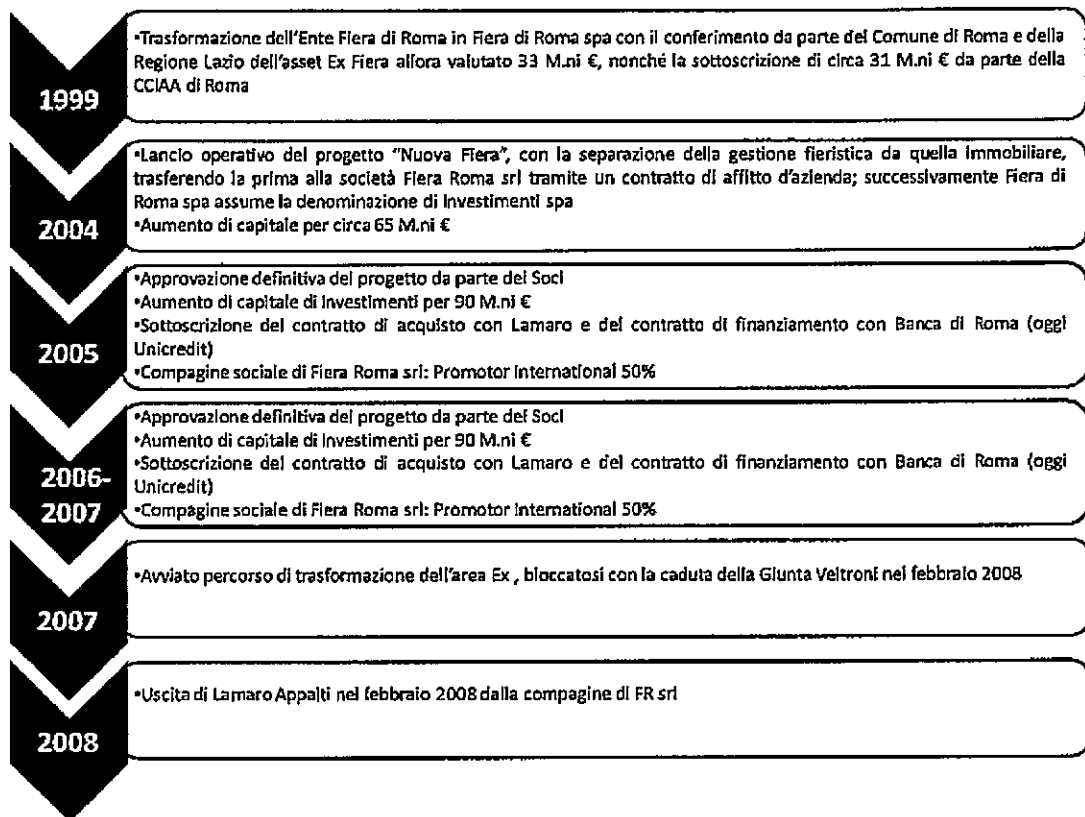 1999
•Trasformazione dell'Ente Fiera di Roma in Fiera di Roma spa con il conferimento da parte del Comune di Roma e della
Regione Lazio dell'asset Ex Fiera allora valutato 33 M.ni €, nonché la sottoscrizione di circa 31 M.ni € da parte della
CCIAA di Roma
2004
•Lancio operativo del progetto "Nuova Fiera", con la separazione della gestione fieristica da quella immobiliare,
trasferendo la prima alla società Fiera Roma srl tramite un contratto di affitto d'azienda; successivamente Fiera di
Roma spa assume la denominazione di Investimenti spa
•Aumento di capitale per circa 65 M.ni €
2005
•Approvazione definitiva del progetto da parte dei Soci
•Aumento di capitale di Investimenti per 90 M.ni €
•Sottoscrizione del contratto di acquisto con Lamaro e del contratto di finanziamento con Banca di Roma (oggi
Unicredit)
•Compagine sociale di Fiera Roma srl: Promotor International 50%
2006-
2007
•Approvazione definitiva del progetto da parte dei Soci
•Aumento di capitale di Investimenti per 90 M.ni €
•Sottoscrizione del contratto di acquisto con Lamaro e del contratto di finanziamento con Banca di Roma (oggi
Unicredit)
•Compagine sociale di Fiera Roma srl: Promotor International 50%
2007
•Avviato percorso di trasformazione dell'area Ex , bloccatosi con la caduta della Giunta Veltroni nel febbraio 2008
2008
•Uscita di Lamaro Appalti nel febbraio 2008 dalla compagine di FR srl